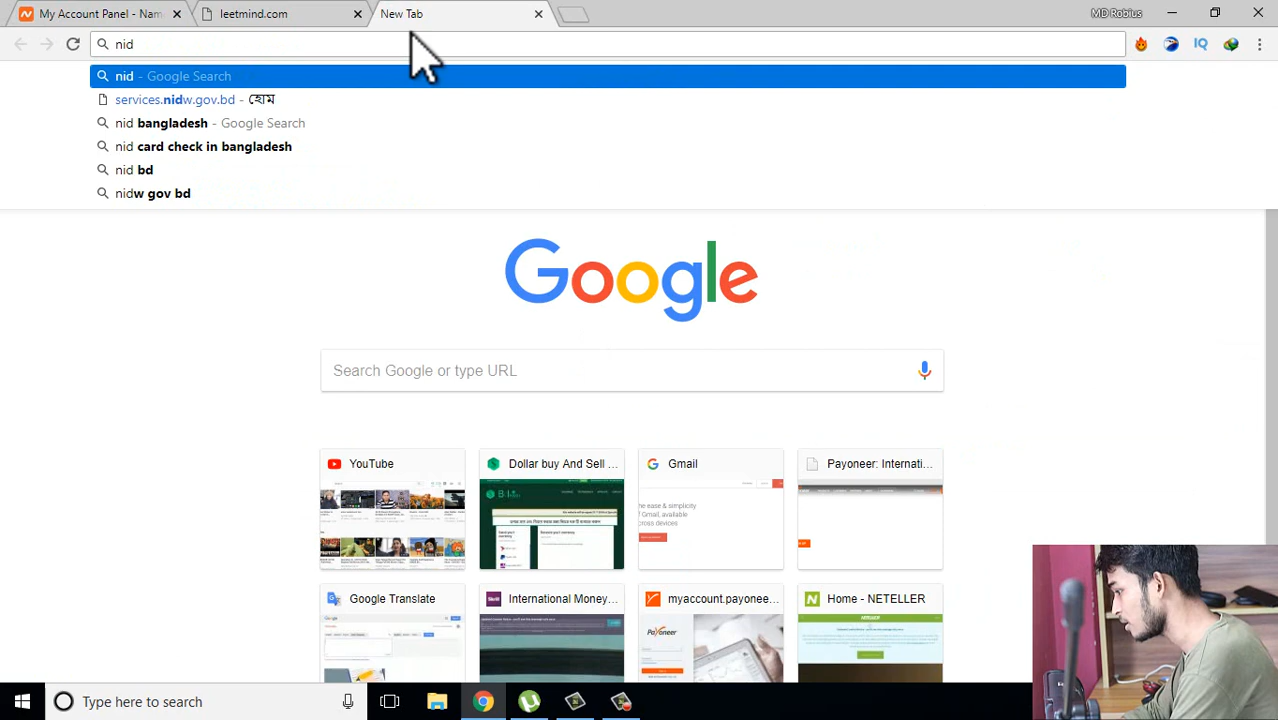 My Account Panel - Nam
leetmind.com
New Tab
MD Robius
nid
nid - Google Search
services.nidw.gov.bd - হোম
nid bangladesh - Google Search
nid card check in bangladesh
nid bd
nidw gov bd
Google
Search Google or type URL
YouTube
Dollar buy And Sell ...
Gmail
Payoneer: Internati...
Google Translate
International Money...
myaccount.payonee...
Home - NETELLER
Type here to search